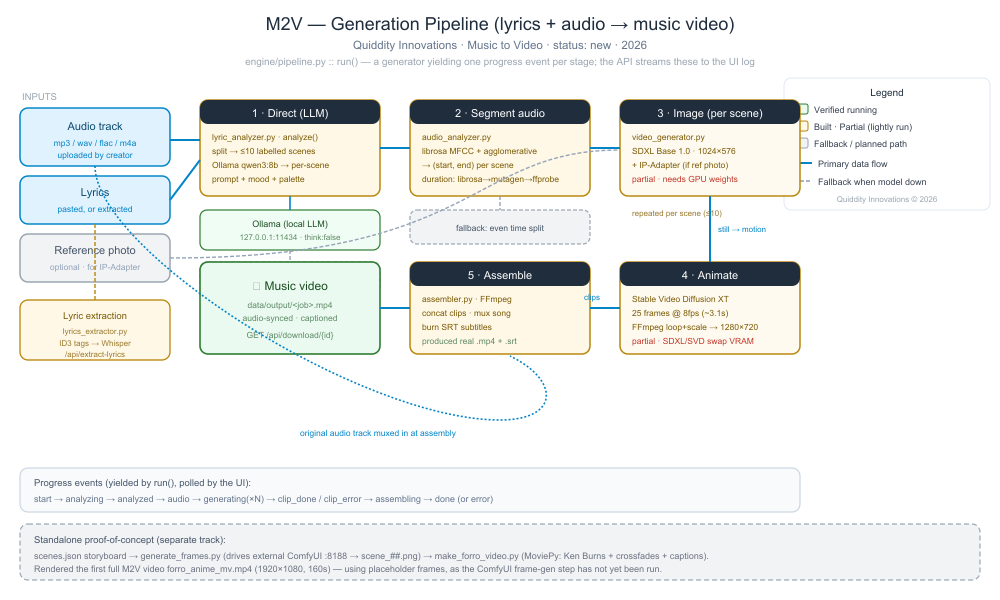 M2V — Generation Pipeline (lyrics + audio → music video)
Quiddity Innovations · Music to Video · status: new · 2026
engine/pipeline.py :: run() — a generator yielding one progress event per stage; the API streams these to the UI log
INPUTS
Audio track
mp3 / wav / flac / m4a
uploaded by creator
Lyrics
pasted, or extracted
Reference photo
optional · for IP-Adapter
Lyric extraction
lyrics_extractor.py
ID3 tags → Whisper
/api/extract-lyrics
1 · Direct (LLM)
lyric_analyzer.py · analyze()
split → ≤10 labelled scenes
Ollama qwen3:8b → per-scene
prompt + mood + palette
Ollama (local LLM)
127.0.0.1:11434 · think:false
2 · Segment audio
audio_analyzer.py
librosa MFCC + agglomerative
→ (start, end) per scene
duration: librosa→mutagen→ffprobe
fallback: even time split
3 · Image (per scene)
video_generator.py
SDXL Base 1.0 · 1024×576
+ IP-Adapter (if ref photo)
partial · needs GPU weights
repeated per scene (≤10)
still → motion
Legend
Verified running
Built · Partial (lightly run)
Fallback / planned path
Primary data flow
Fallback when model down
Quiddity Innovations © 2026
4 · Animate
Stable Video Diffusion XT
25 frames @ 8fps (~3.1s)
FFmpeg loop+scale → 1280×720
partial · SDXL/SVD swap VRAM
clips
5 · Assemble
assembler.py · FFmpeg
concat clips · mux song
burn SRT subtitles
produced real .mp4 + .srt
Music video
data/output/<job>.mp4
audio-synced · captioned
GET /api/download/{id}
original audio track muxed in at assembly
Progress events (yielded by run(), polled by the UI):
start → analyzing → analyzed → audio → generating(×N) → clip_done / clip_error → assembling → done (or error)
Standalone proof-of-concept (separate track):
scenes.json storyboard → generate_frames.py (drives external ComfyUI :8188 → scene_##.png) → make_forro_video.py (MoviePy: Ken Burns + crossfades + captions).
Rendered the first full M2V video forro_anime_mv.mp4 (1920×1080, 160s) — using placeholder frames, as the ComfyUI frame-gen step has not yet been run.